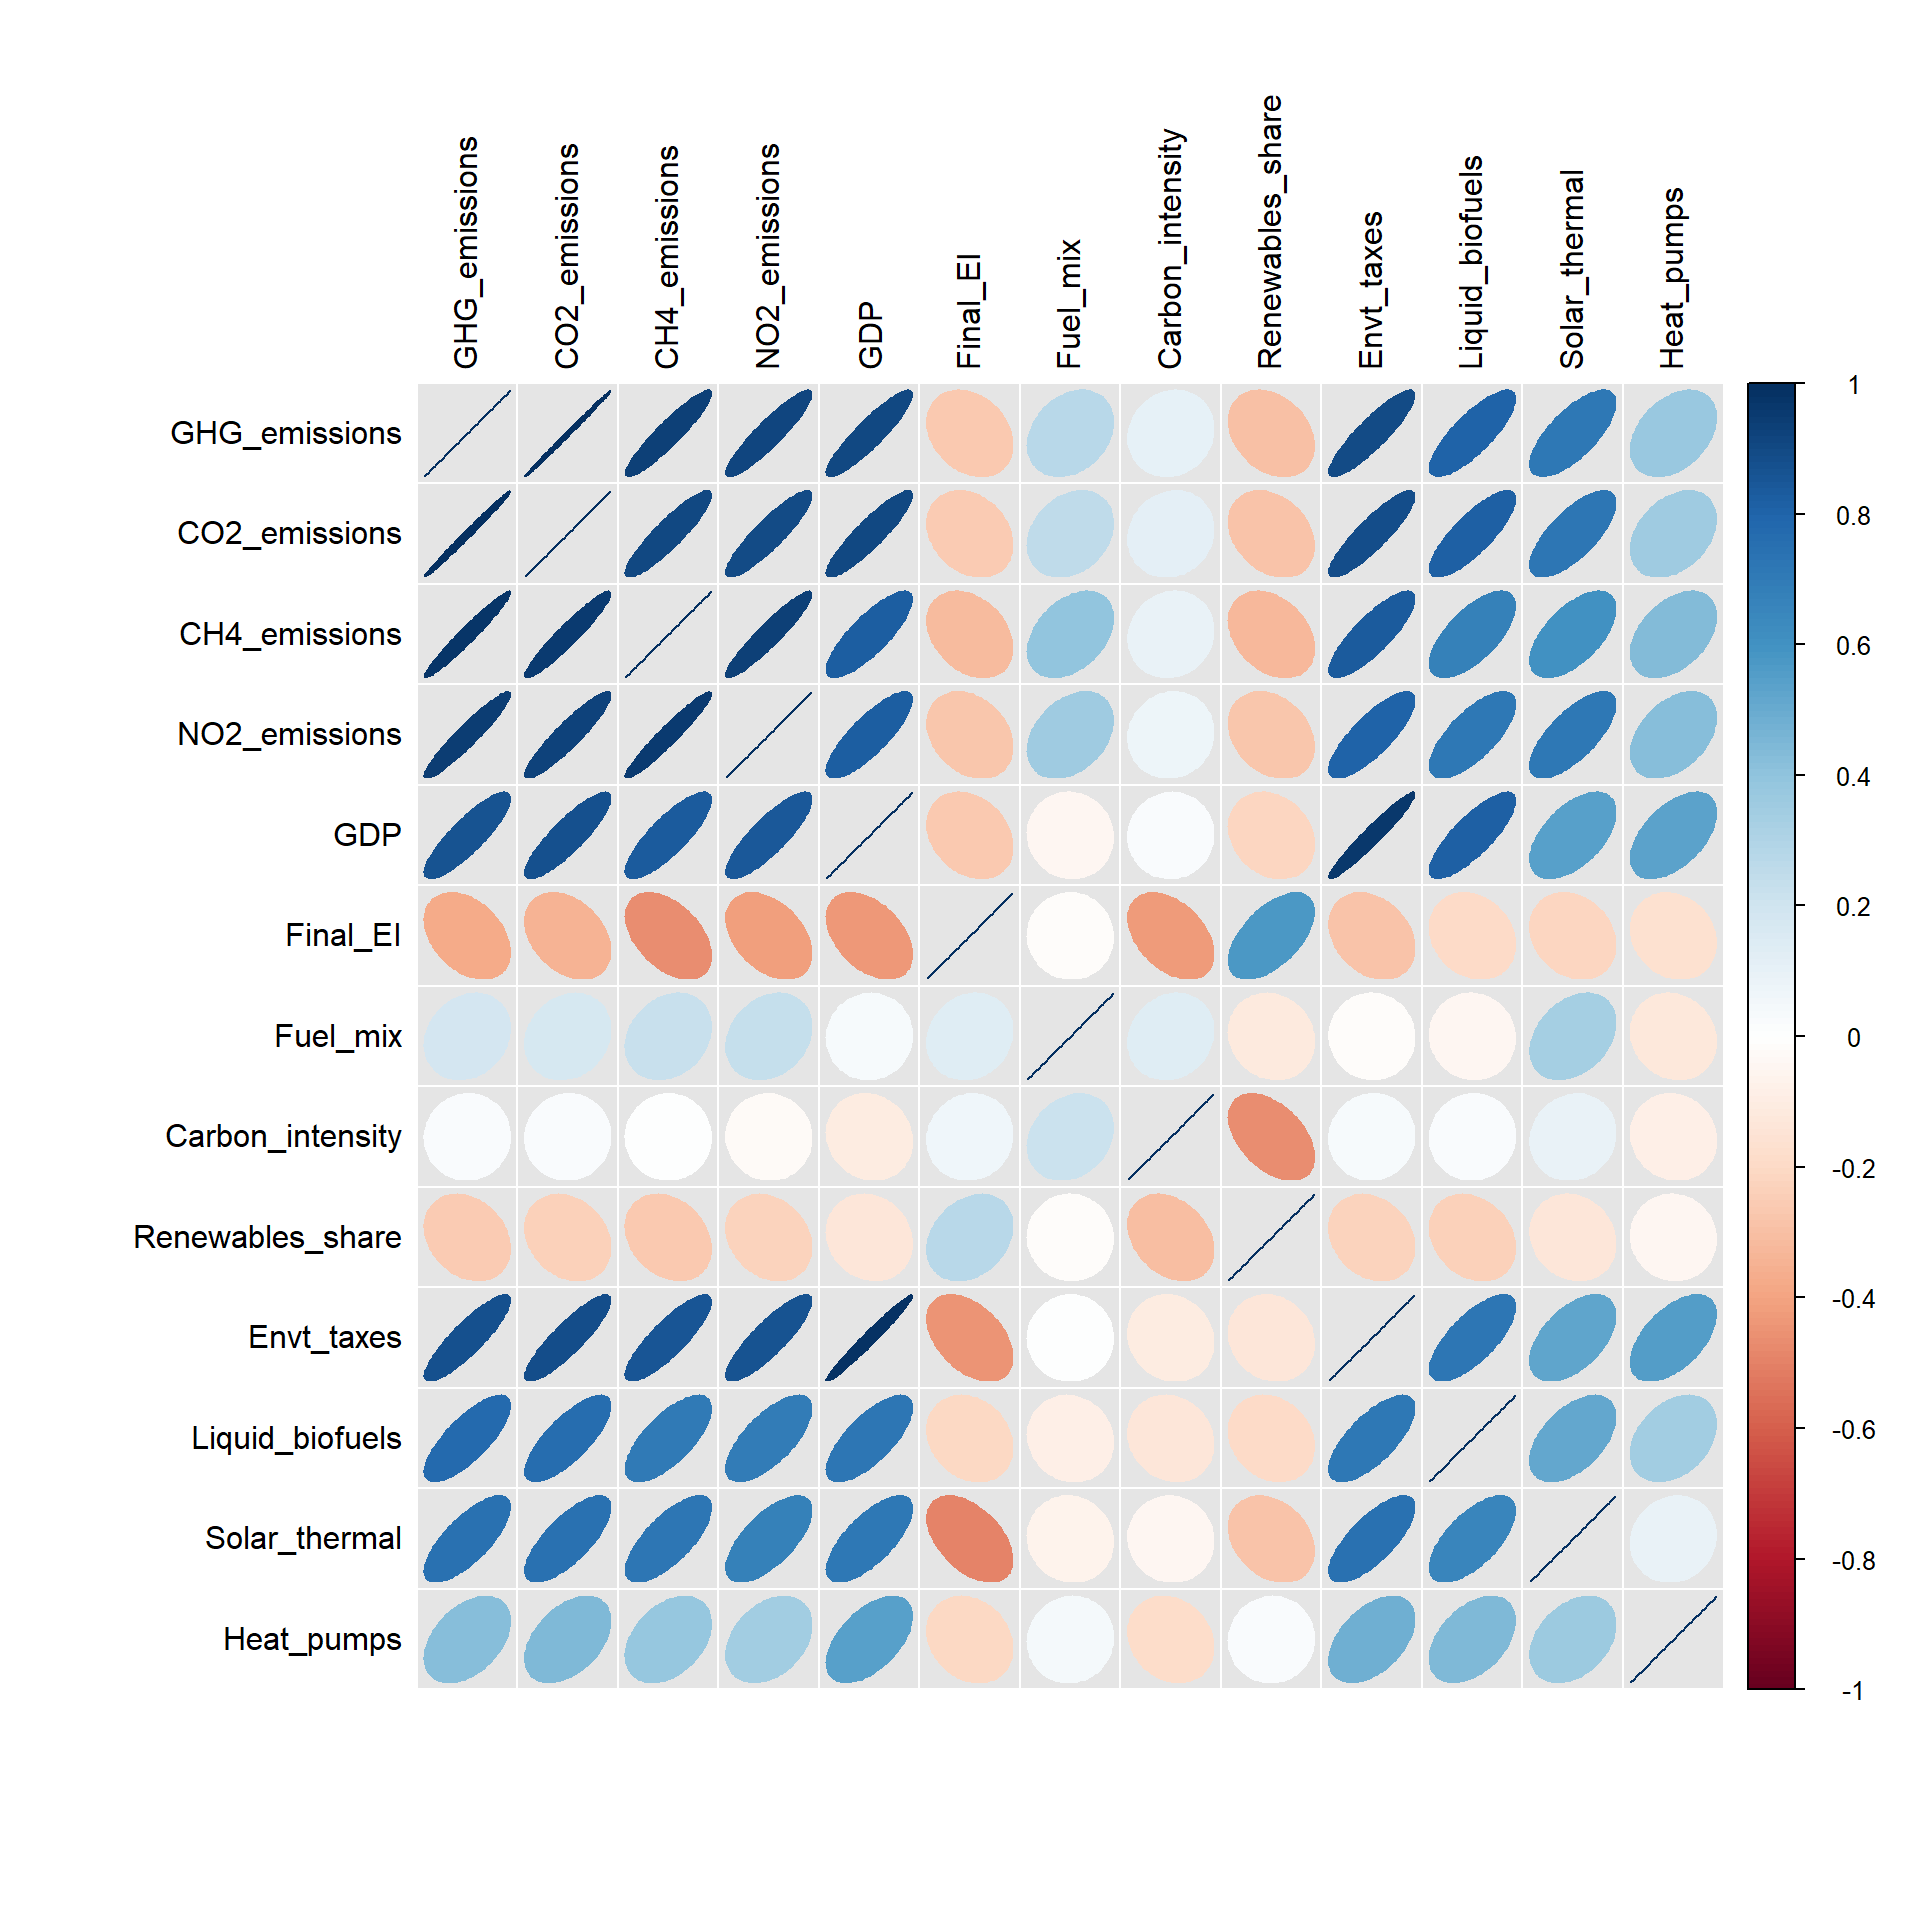 GHG_emissions
CO2_emissions
CH4_emissions
NO2_emissions
GDP
Final_EI
Fuel_mix
Carbon_intensity
Renewables_share
Envt_taxes
Liquid_biofuels
Solar_thermal
Heat_pumps
GHG_emissions
CO2_emissions
CH4_emissions
NO2_emissions
GDP
Final_EI
Fuel_mix
Carbon_intensity
Renewables_share
Envt_taxes
Liquid_biofuels
Solar_thermal
Heat_pumps
1
0.8
0.6
0.4
0.2
0
-0.2
-0.4
-0.6
-0.8
-1